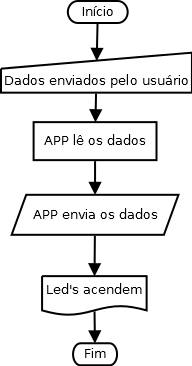 Início
Dados enviados pelo usuário
APP lê os dados
APP envia os dados
Led's acendem
Fim